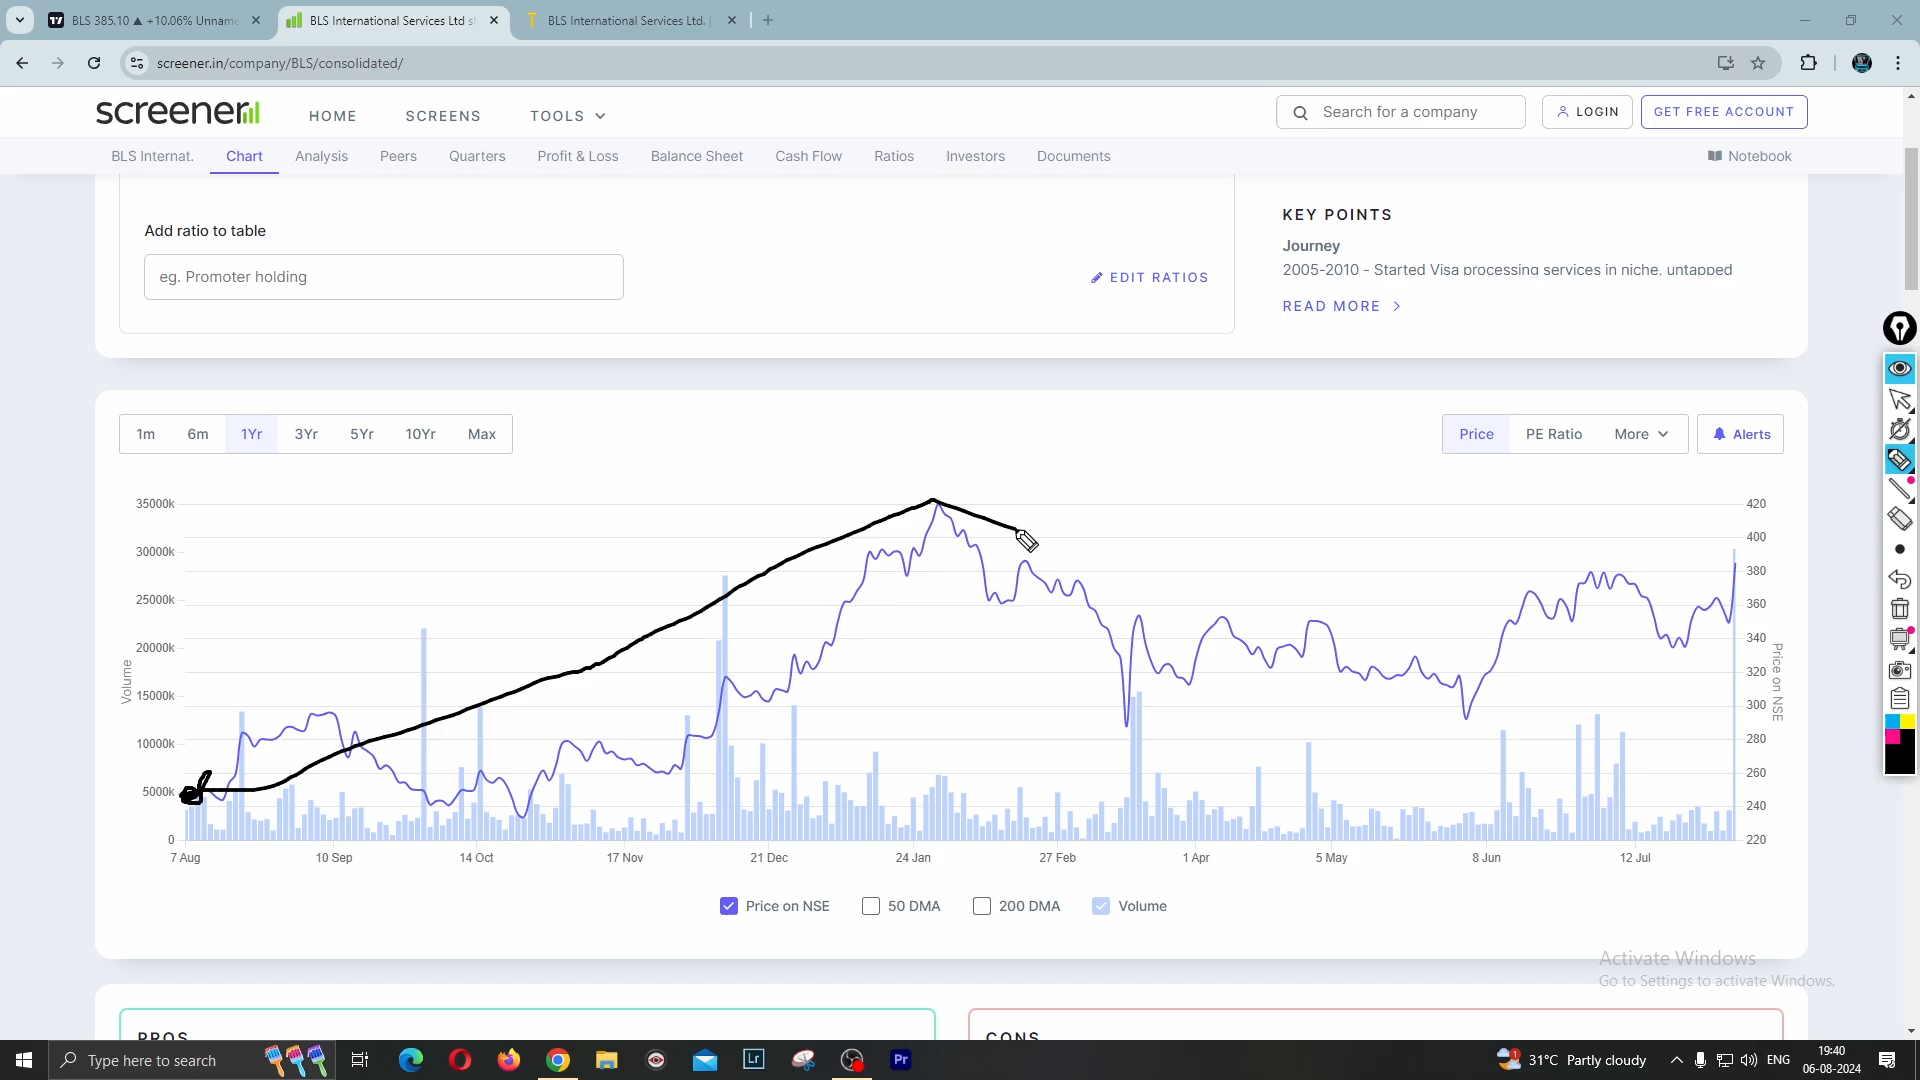 BLS 385.10 ▲ +10.06% Unname
BLS International Services Ltd sh
BLS International Services Ltd. |
screener.in/company/BLS/consolidated/
screener
HOME
SCREENS
TOOLS
Search for a company
LOGIN
GET FREE ACCOUNT
BLS Internat.
Chart
Analysis
Peers
Quarters
Profit & Loss
Balance Sheet
Cash Flow
Ratios
Investors
Documents
Notebook
Add ratio to table
eg. Promoter holding
EDIT RATIOS
KEY POINTS
Journey
2005-2010 - Started Visa processing services in niche, untapped
READ MORE
1m
6m
1Yr
3Yr
5Yr
10Yr
Max
Price
PE Ratio
More
Alerts
35000k
30000k
25000k
20000k
15000k
10000k
5000k
0
Volume
420
400
380
360
340
320
300
280
260
240
220
Price on NSE
7 Aug
10 Sep
14 Oct
17 Nov
21 Dec
24 Jan
27 Feb
1 Apr
5 May
8 Jun
12 Jul
Price on NSE
50 DMA
200 DMA
Volume
Activate Windows
Go to Settings to activate Windows.
PROS
CONS
Type here to search
Lr
Pr
1
31°C Partly cloudy
ENG
19:40
06-08-2024